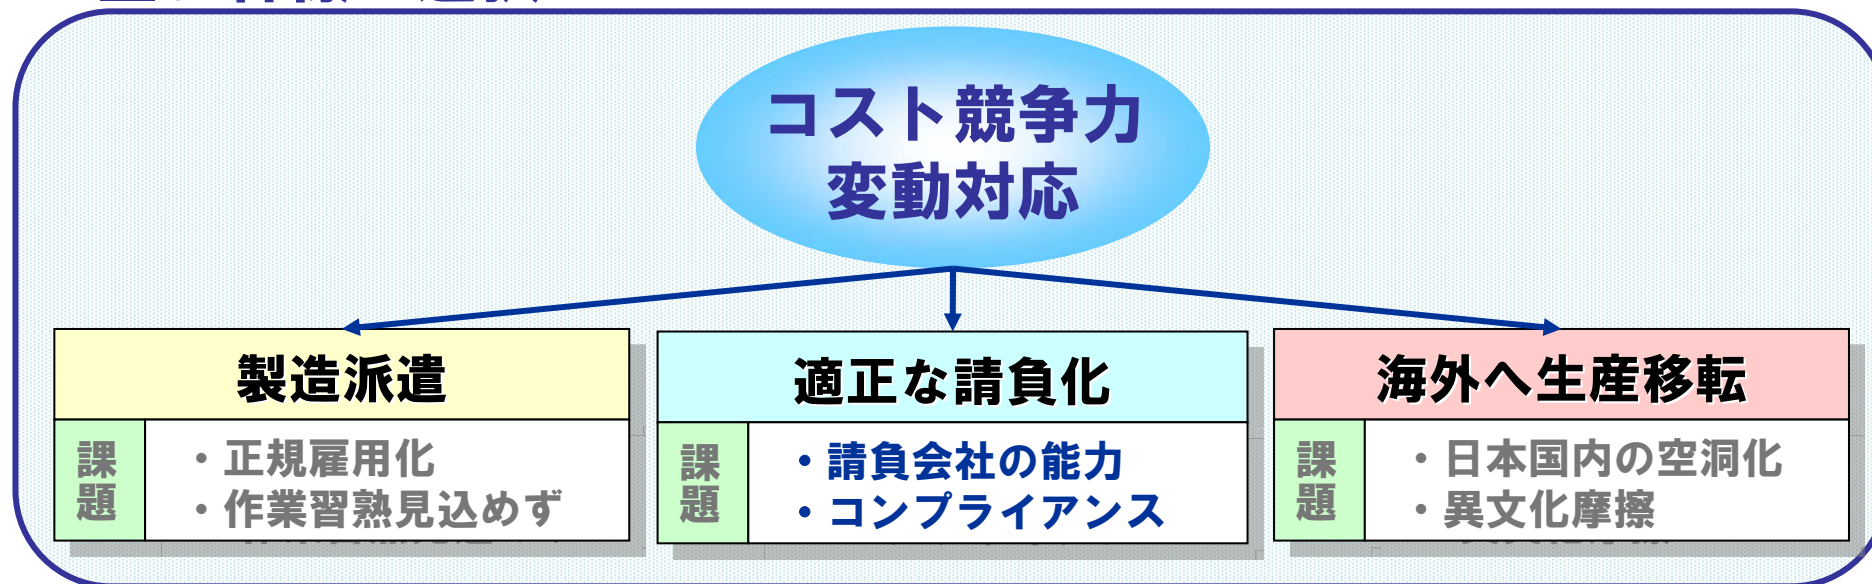 コスト競争力
変動対応
製造派遣
課題
・正規雇用化
・作業習熟見込めず
適正な請負化
課題
・請負会社の能力
・コンプライアンス
海外へ生産移転
課題
・日本国内の空洞化
・異文化摩擦